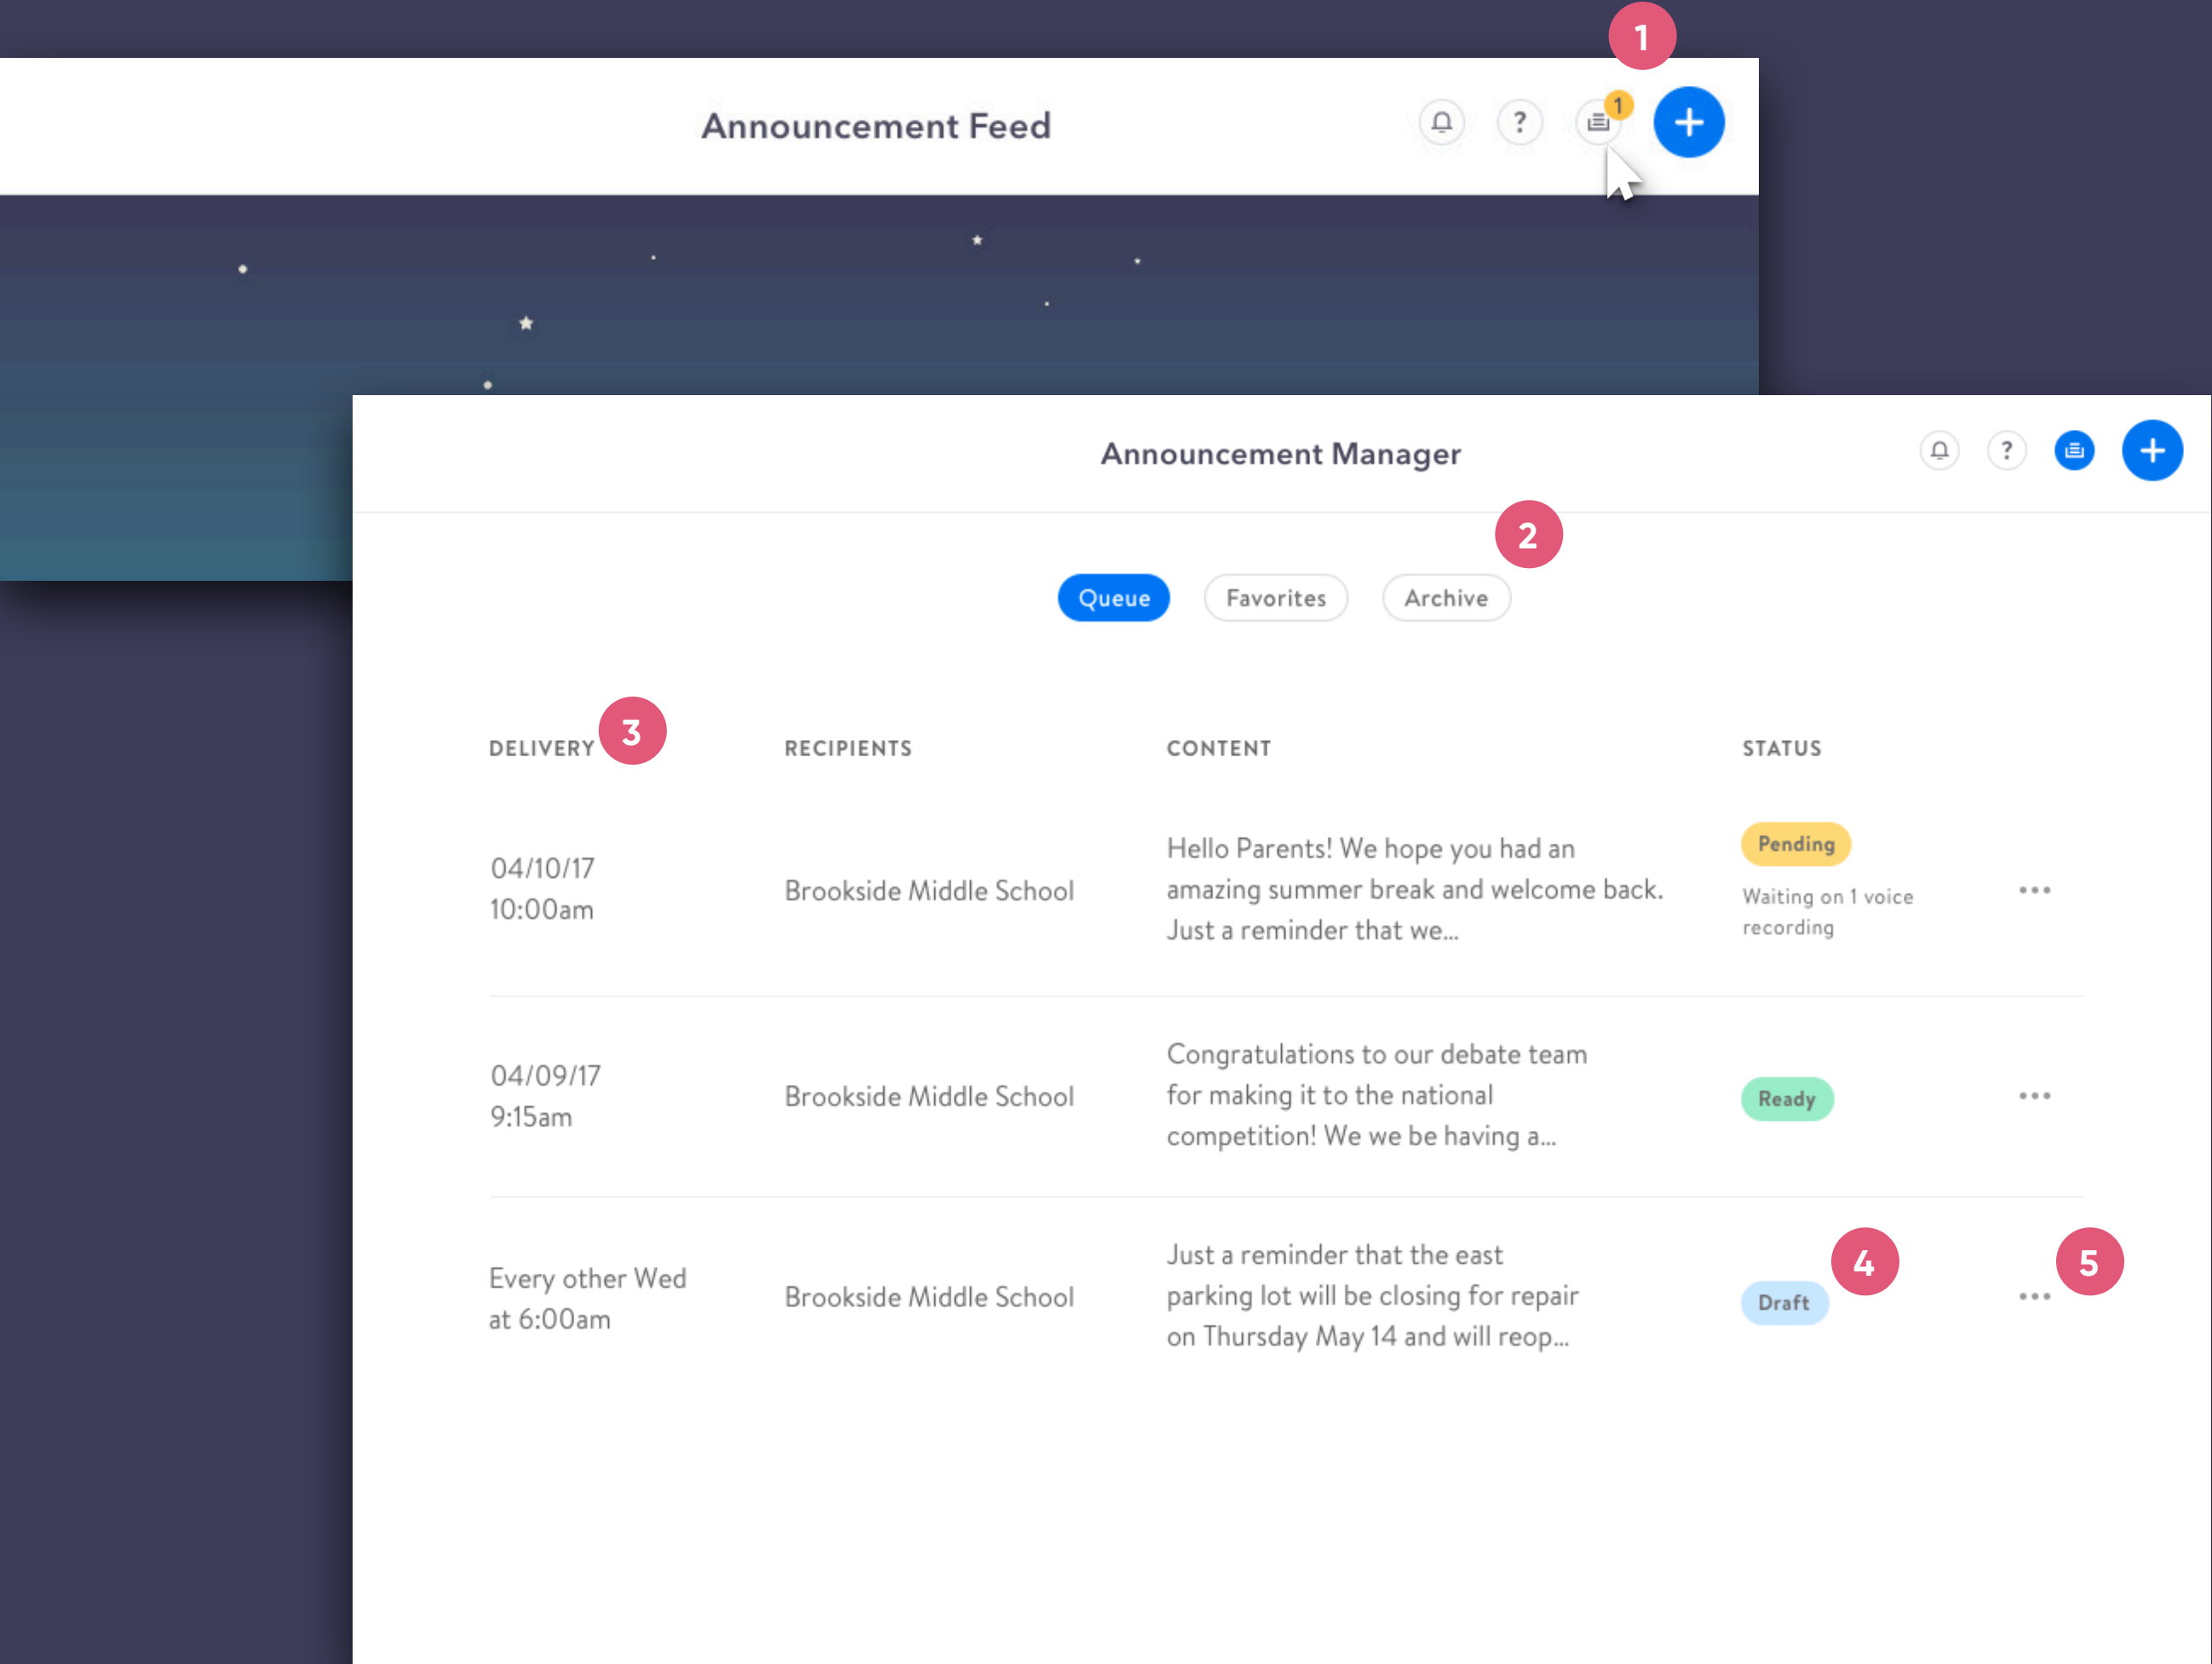 1
Announcement Feed
?
1
+
Announcement Manager
?
+
2
Queue
Favorites
Archive
DELIVERY
3
RECIPIENTS
CONTENT
STATUS
04/10/17
10:00am
Brookside Middle School
Hello Parents! We hope you had an
amazing summer break and welcome back.
Just a reminder that we...
Pending
Waiting on 1 voice
recording
04/09/17
9:15am
Brookside Middle School
Congratulations to our debate team
for making it to the national
competition! We we be having a...
Ready
Every other Wed
at 6:00am
Brookside Middle School
Just a reminder that the east
parking lot will be closing for repair
on Thursday May 14 and will reop...
Draft
4
5